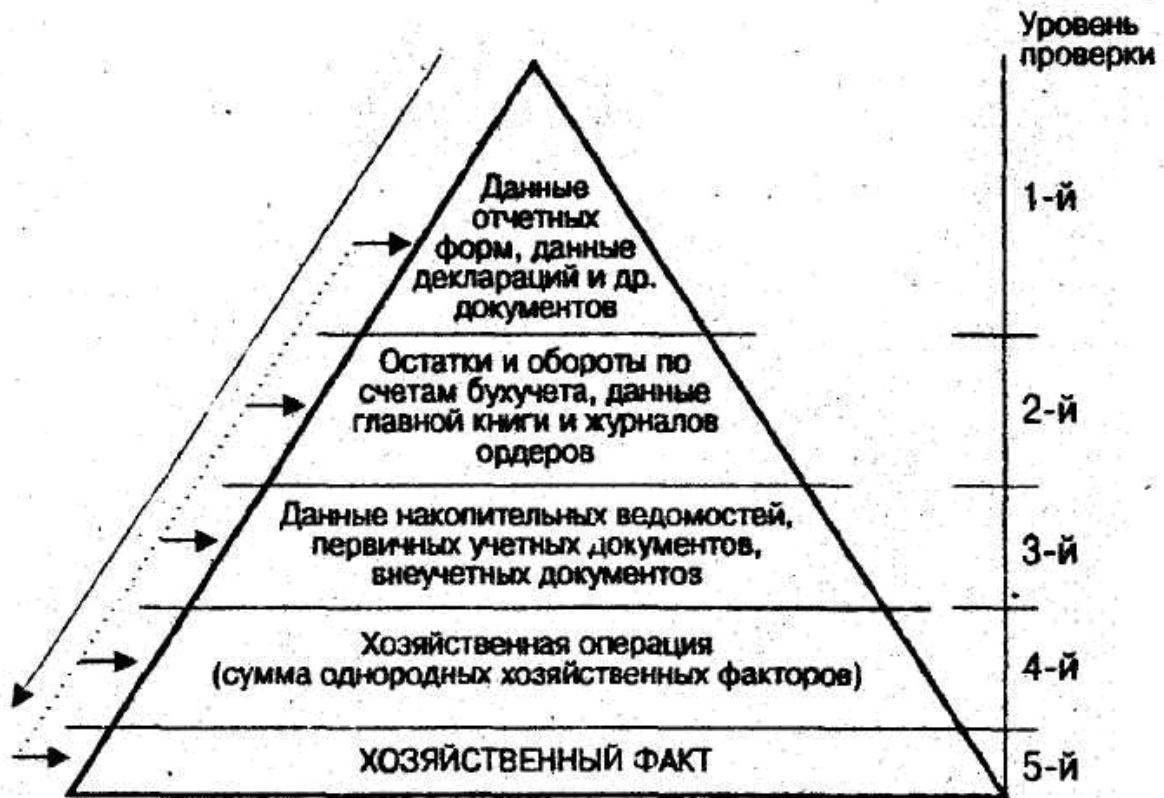 Уровень
проверки
Данные
отчетных
форм, данные
деклараций и др.
документов
1-й
Остатки и обороты по
счетам бухучета, данные
главной книги и журналов
ордеров
2-й
Данные накопительных ведомостей,
первичных учетных документов,
внеучетных документов
3-й
Хозяйственная операция
(сумма однородных хозяйственных факторов)
4-й
ХОЗЯЙСТВЕННЫЙ ФАКТ
5-й